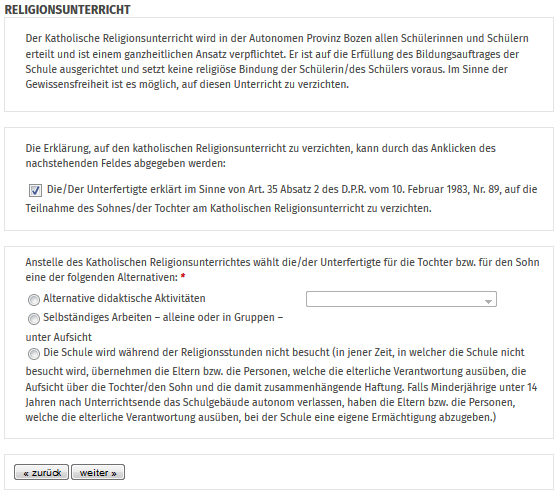 RELIGIONSUNTERRICHT
Der Katholische Religionsunterricht wird in der Autonomen Provinz Bozen allen Schülerinnen und Schülern
erteilt und ist einem ganzheitlichen Ansatz verpflichtet. Er ist auf die Erfüllung des Bildungsauftrages der
Schule ausgerichtet und setzt keine religiöse Bindung der Schülerin/des Schülers voraus. Im Sinne der
Gewissensfreiheit ist es möglich, auf diesen Unterricht zu verzichten.
Die Erklärung, auf den katholischen Religionsunterricht zu verzichten, kann durch das Anklicken des
nachstehenden Feldes abgegeben werden:
Die/Der Unterfertigte erklärt im Sinne von Art. 35 Absatz 2 des D.P.R. vom 10. Februar 1983, Nr. 89, auf die
Teilnahme des Sohnes/der Tochter am Katholischen Religionsunterricht zu verzichten.
Anstelle des Katholischen Religionsunterrichtes wählt die/der Unterfertigte für die Tochter bzw. für den Sohn
eine der folgenden Alternativen: *
Alternative didaktische Aktivitäten
Selbständiges Arbeiten – alleine oder in Gruppen –
unter Aufsicht
Die Schule wird während der Religionsstunden nicht besucht (in jener Zeit, in welcher die Schule nicht
besucht wird, übernehmen die Eltern bzw. die Personen, welche die elterliche Verantwortung ausüben, die
Aufsicht über die Tochter/den Sohn und die damit zusammenhängende Haftung. Falls Minderjährige unter 14
Jahren nach Unterrichtsende das Schulgebäude autonom verlassen, haben die Eltern bzw. die Personen,
welche die elterliche Verantwortung ausüben, bei der Schule eine eigene Ermächtigung abzugeben.)
« zurück weiter »